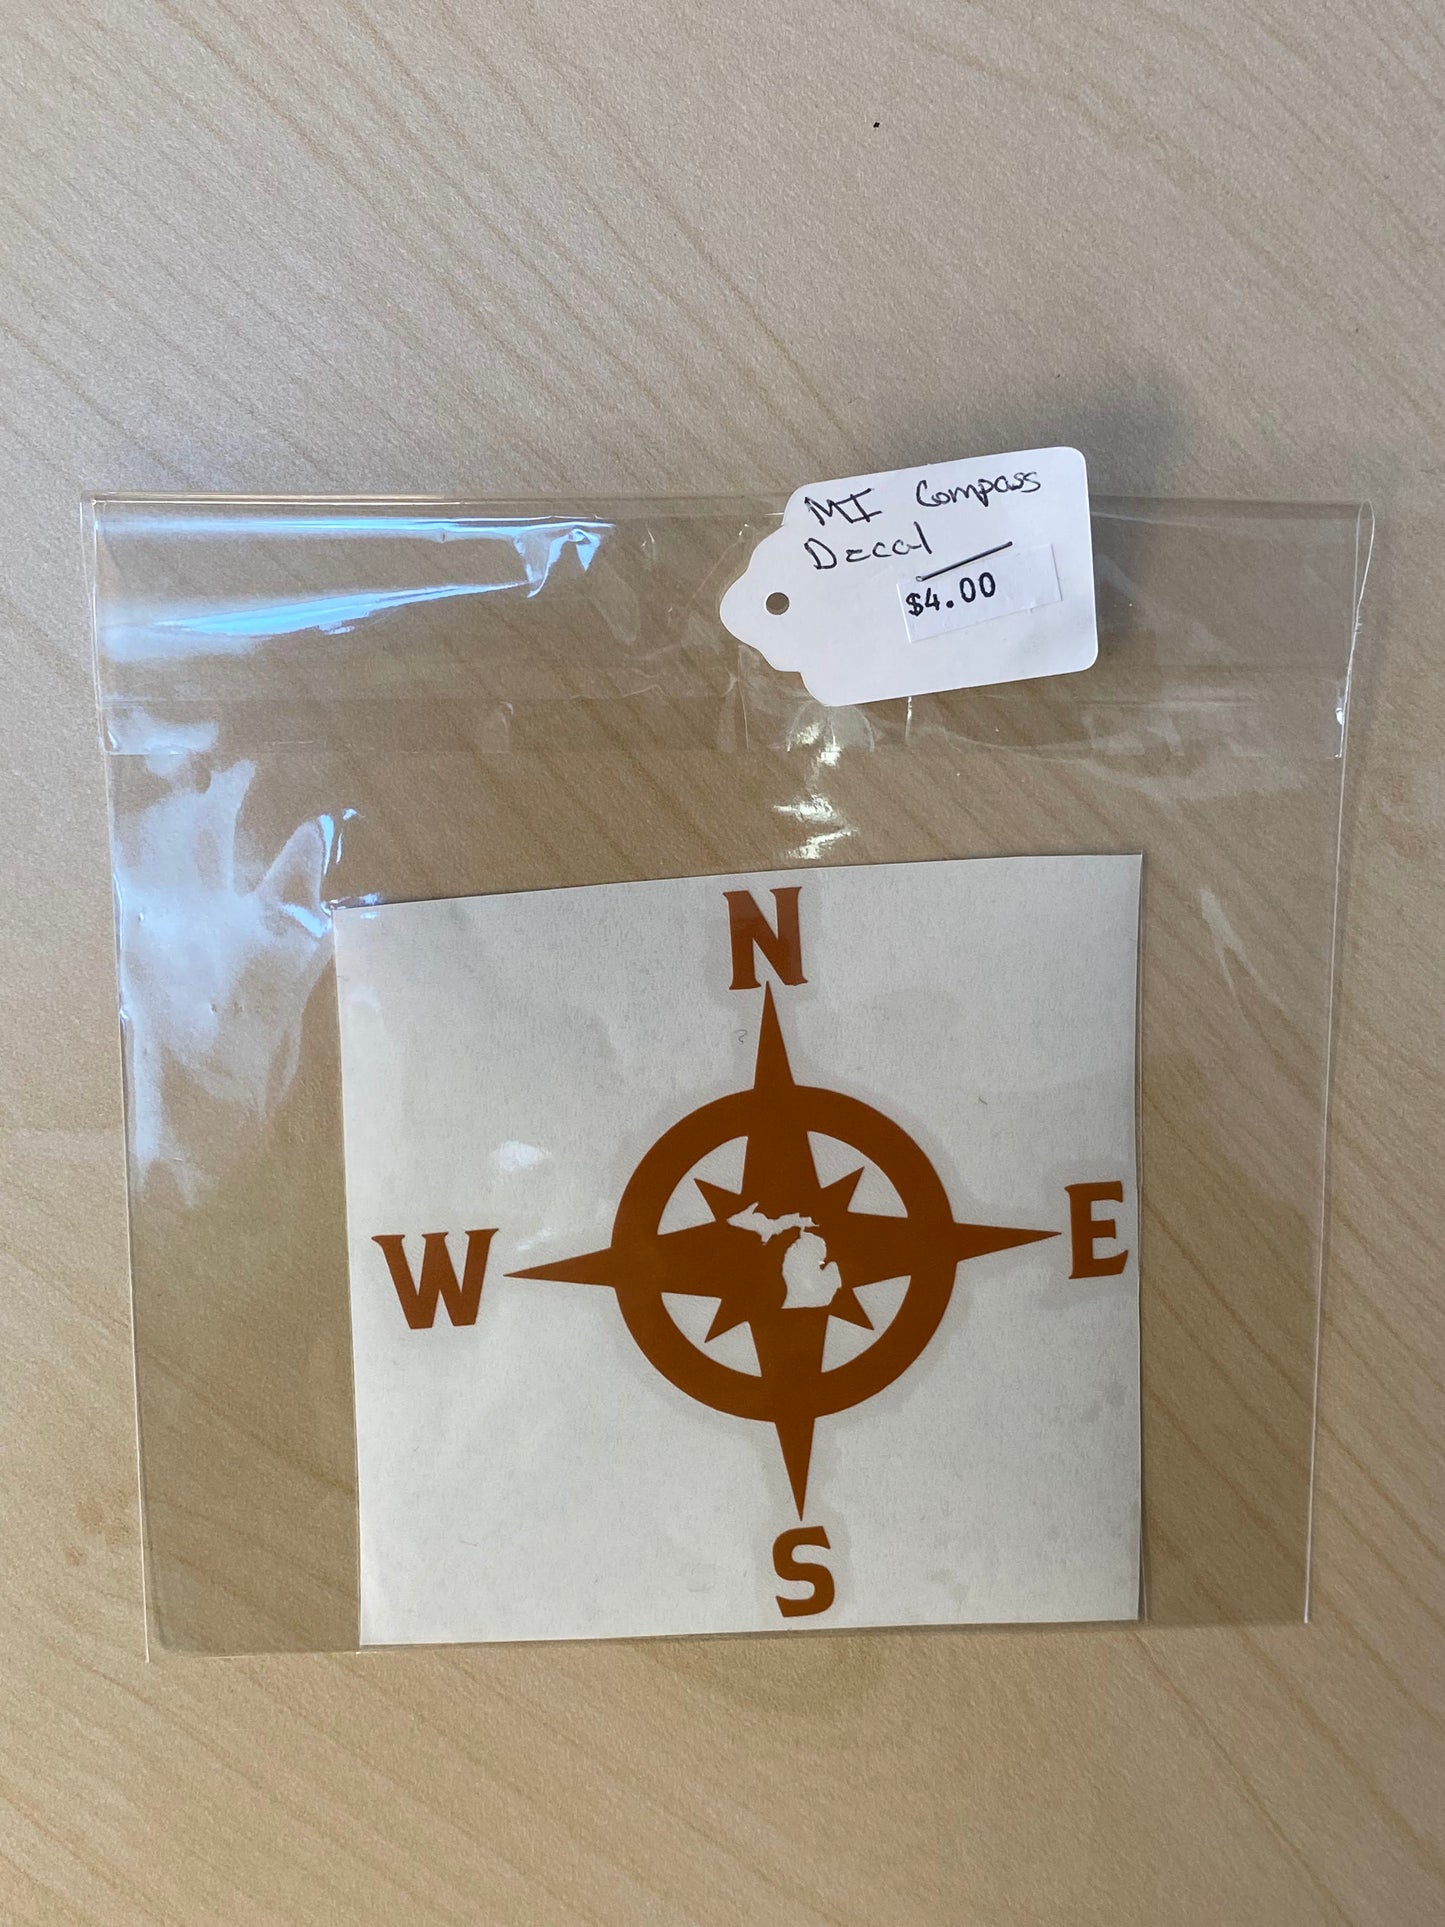 MI Compass
Decal
$4.00
N
W E
S